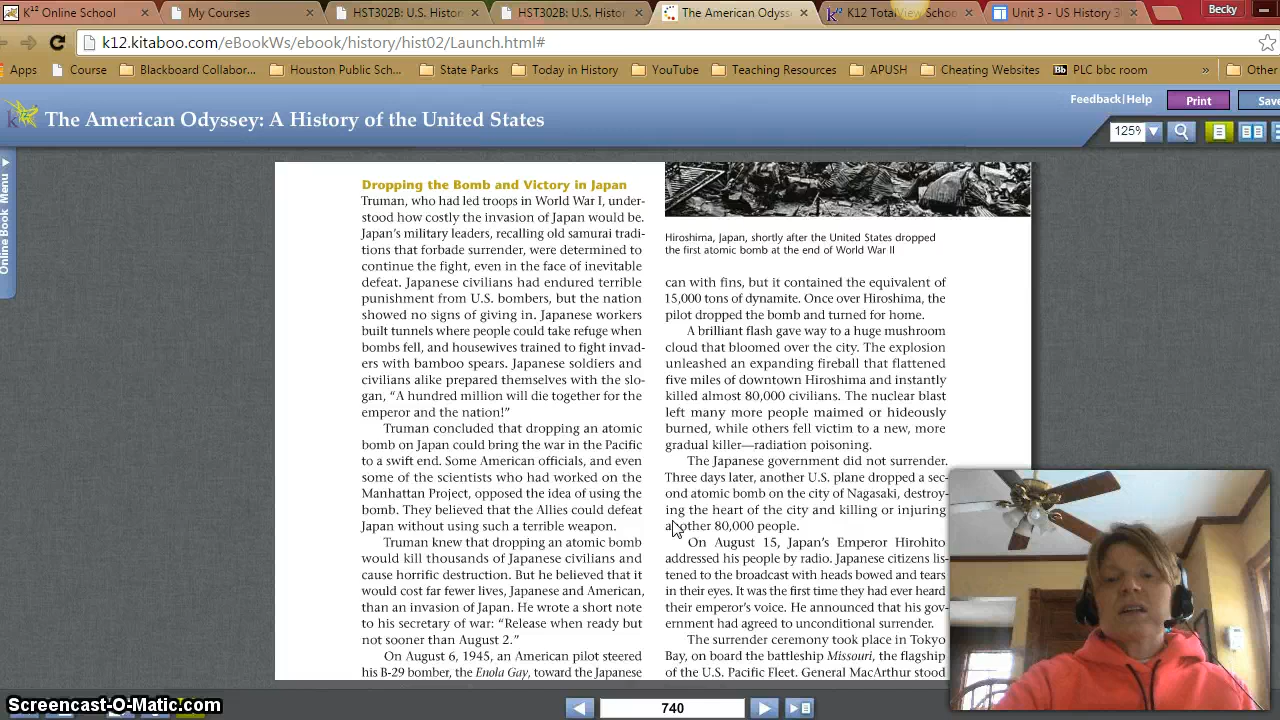 K¹² Online School
My Courses
HST302B: U.S. Histor
HST302B: U.S. Histor
The American Odysse
K12 TotalView Schoo
Unit 3 - US History 3
Becky
k12.kitaboo.com/eBookWs/ebook/history/hist02/Launch.html#
Apps
Course
Blackboard Collabor...
Houston Public Sch...
State Parks
Today in History
YouTube
Teaching Resources
APUSH
Cheating Websites
Bb PLC bbc room
»
Other
Feedback|Help
Print
Save
The American Odyssey: A History of the United States
125%
Online Book Menu
Dropping the Bomb and Victory in Japan
Truman, who had led troops in World War I, under-
stood how costly the invasion of Japan would be.
Japan's military leaders, recalling old samurai tradi-
tions that forbade surrender, were determined to
continue the fight, even in the face of inevitable
defeat. Japanese civilians had endured terrible
punishment from U.S. bombers, but the nation
showed no signs of giving in. Japanese workers
built tunnels where people could take refuge when
bombs fell, and housewives trained to fight invad-
ers with bamboo spears. Japanese soldiers and
civilians alike prepared themselves with the slo-
gan, “A hundred million will die together for the
emperor and the nation!”
Truman concluded that dropping an atomic
bomb on Japan could bring the war in the Pacific
to a swift end. Some American officials, and even
some of the scientists who had worked on the
Manhattan Project, opposed the idea of using the
bomb. They believed that the Allies could defeat
Japan without using such a terrible weapon.
Truman knew that dropping an atomic bomb
would kill thousands of Japanese civilians and
cause horrific destruction. But he believed that it
would cost far fewer lives, Japanese and American,
than an invasion of Japan. He wrote a short note
to his secretary of war: “Release when ready but
not sooner than August 2.”
On August 6, 1945, an American pilot steered
his B-29 bomber, the Enola Gay, toward the Japanese
Hiroshima, Japan, shortly after the United States dropped
the first atomic bomb at the end of World War II
can with fins, but it contained the equivalent of
15,000 tons of dynamite. Once over Hiroshima, the
pilot dropped the bomb and turned for home.
A brilliant flash gave way to a huge mushroom
cloud that bloomed over the city. The explosion
unleashed an expanding fireball that flattened
five miles of downtown Hiroshima and instantly
killed almost 80,000 civilians. The nuclear blast
left many more people maimed or hideously
burned, while others fell victim to a new, more
gradual killer—radiation poisoning.
The Japanese government did not surrender.
Three days later, another U.S. plane dropped a sec-
ond atomic bomb on the city of Nagasaki, destroy-
ing the heart of the city and killing or injuring
another 80,000 people.
On August 15, Japan's Emperor Hirohito
addressed his people by radio. Japanese citizens lis-
tened to the broadcast with heads bowed and tears
in their eyes. It was the first time they had ever heard
their emperor's voice. He announced that his gov-
ernment had agreed to unconditional surrender.
The surrender ceremony took place in Tokyo
Bay, on board the battleship Missouri, the flagship
of the U.S. Pacific Fleet. General MacArthur stood
740
Screencast-O-Matic.com